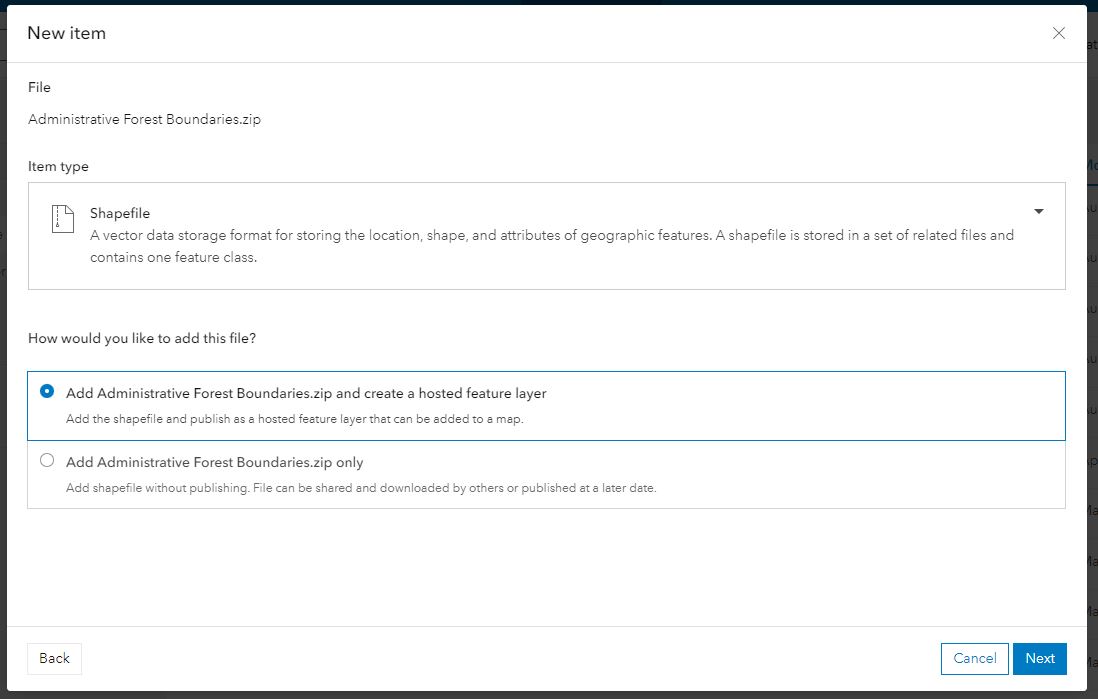 New item
File
Administrative Forest Boundaries.zip
Item type
Shapefile
A vector data storage format for storing the location, shape, and attributes of geographic features. A shapefile is stored in a set of related files and
contains one feature class.
How would you like to add this file?
Add Administrative Forest Boundaries.zip and create a hosted feature layer
Add the shapefile and publish as a hosted feature layer that can be added to a map.
Add Administrative Forest Boundaries.zip only
Add shapefile without publishing. File can be shared and downloaded by others or published at a later date.
Back
Cancel
Next